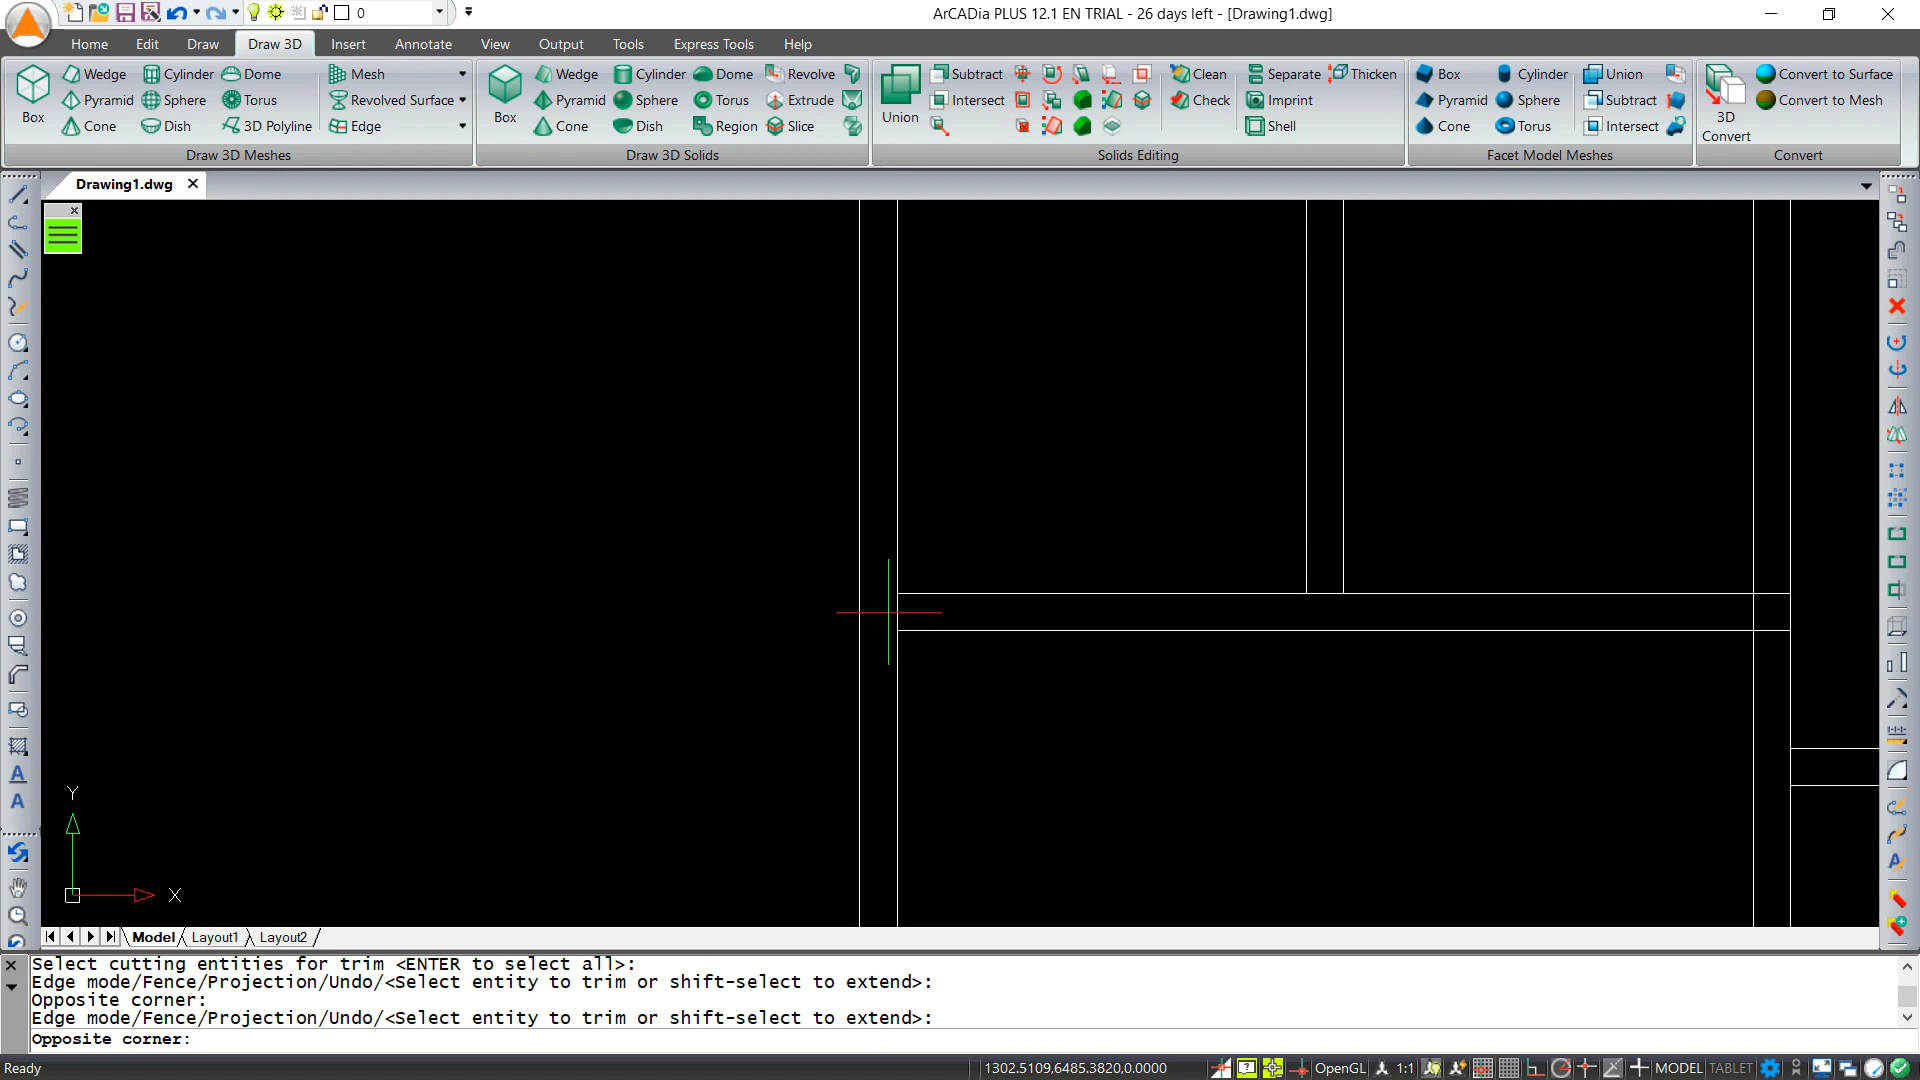 0
ArCADia PLUS 12.1 EN TRIAL - 26 days left - [Drawing1.dwg]
Home Edit Draw Draw 3D Insert Annotate View Output Tools Express Tools Help
Wedge Cylinder Dome Mesh Wedge Cylinder Dome Revolve Subtract Clean Separate Thicken Box Cylinder Union Convert to Surface
Pyramid Sphere Torus Revolved Surface Pyramid Sphere Torus Extrude Intersect Check Imprint Pyramid Sphere Subtract Convert to Mesh
Box Box Union 3D
Cone Dish 3D Polyline Edge Cone Dish Region Slice Shell Cone Torus Intersect Convert
Draw 3D Meshes Draw 3D Solids Solids Editing Facet Model Meshes Convert
Drawing1.dwg
Y
X
Model Layout1 Layout2
Select cutting entities for trim <ENTER to select all>:
Edge mode/Fence/Projection/Undo/<Select entity to trim or shift-select to extend>:
Opposite corner:
Edge mode/Fence/Projection/Undo/<Select entity to trim or shift-select to extend>:
Opposite corner:
Ready 1302.5109,6485.3820,0.0000 OpenGL 1:1 MODEL TABLET